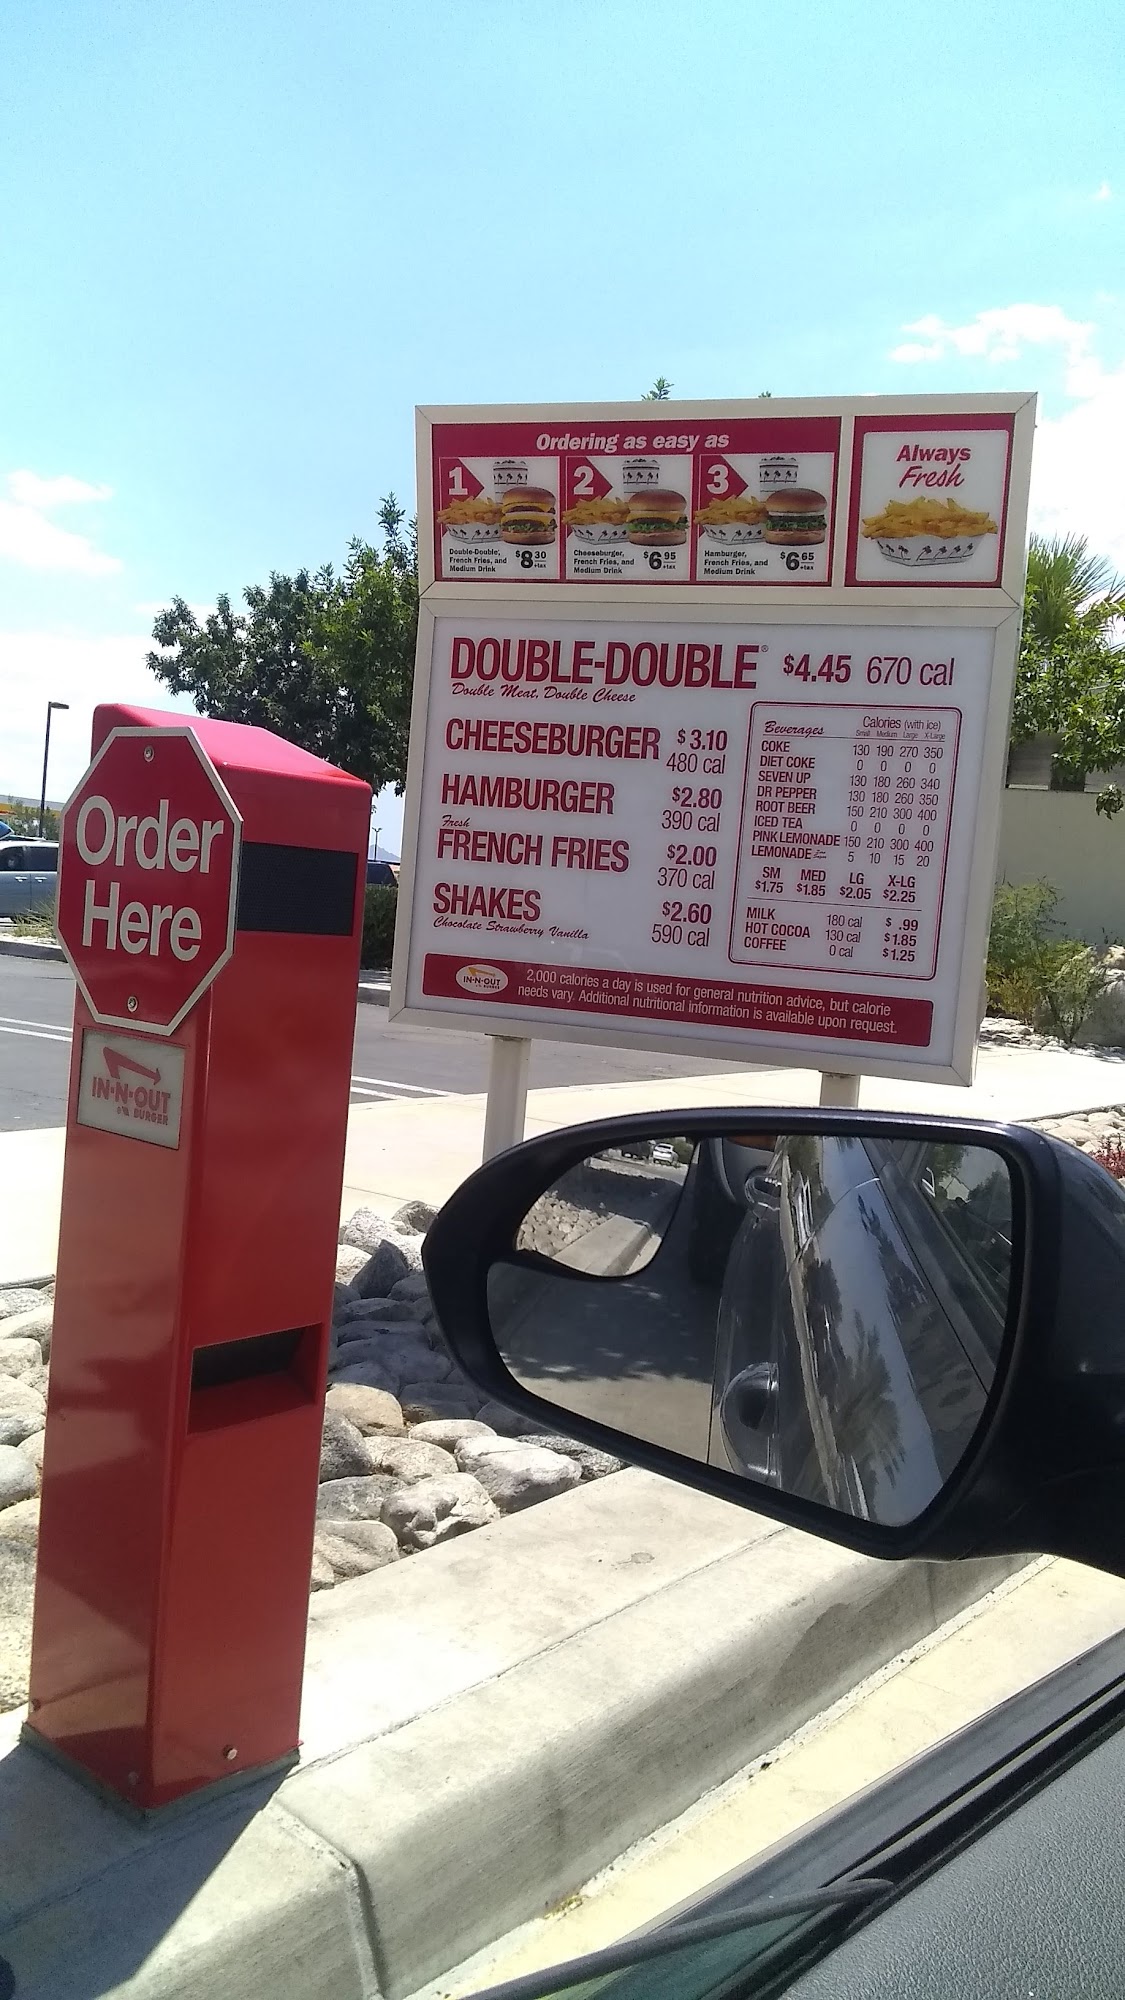 Ordering as easy as
1
Double-Double,
French Fries, and
Medium Drink
$8 30
+tax
2
Cheeseburger,
French Fries, and
Medium Drink
$6 95
+tax
3
Hamburger,
French Fries, and
Medium Drink
$6 65
+tax
Always
Fresh
DOUBLE-DOUBLE® $4.45 670 cal
Double Meat, Double Cheese
CHEESEBURGER $3.10
480 cal
HAMBURGER $2.80
390 cal
Fresh
FRENCH FRIES $2.00
370 cal
SHAKES $2.60
Chocolate Strawberry Vanilla 590 cal
Beverages Calories (with ice)
Small Medium Large X-Large
COKE 130 190 270 350
DIET COKE 0 0 0 0
SEVEN UP 130 180 260 340
DR PEPPER 130 180 260 350
ROOT BEER 150 210 300 400
ICED TEA 0 0 0 0
PINK LEMONADE 150 210 300 400
LEMONADE 5 10 15 20
SM MED LG X-LG
$1.75 $1.85 $2.05 $2.25
MILK 180 cal $ .99
HOT COCOA 130 cal $1.85
COFFEE 0 cal $1.25
IN-N-OUT
BURGER
2,000 calories a day is used for general nutrition advice, but calorie
needs vary. Additional nutritional information is available upon request.
Order
Here
IN-N-OUT
BURGER